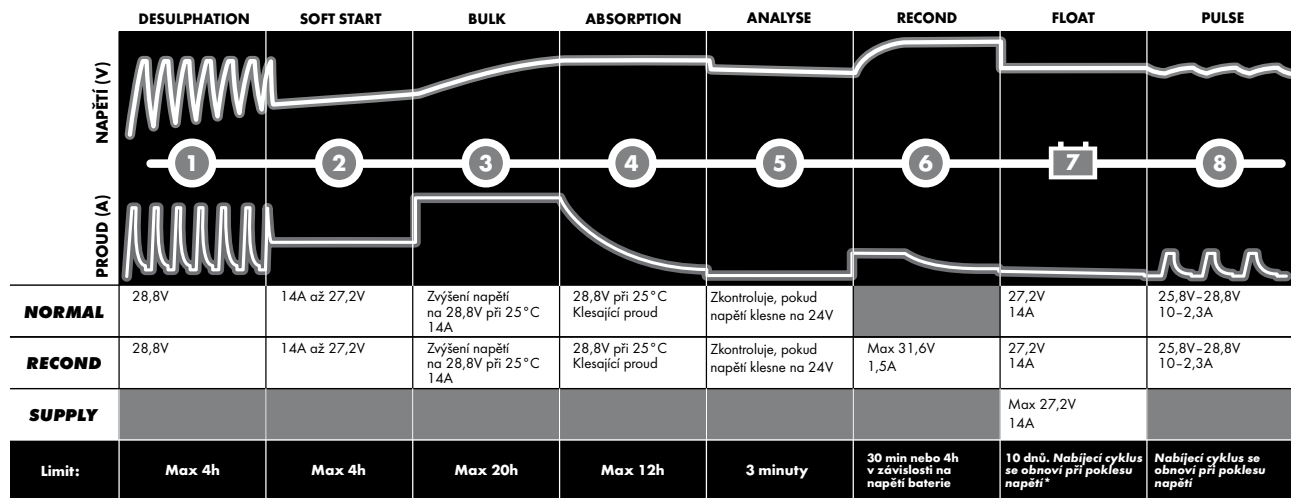 DESULPHATION SOFT START BULK ABSORPTION ANALYSE RECOND FLOAT PULSE
NAPĚTÍ (V)
1 2 3 4 5 6 7 8
PROUD (A)
NORMAL
28,8V
14A až 27,2V
Zvýšení napětí
na 28,8V při 25°C
14A
28,8V při 25°C
Klesající proud
Zkontroluje, pokud
napětí klesne na 24V
27,2V
14A
25,8V–28,8V
10–2,3A
RECOND
28,8V
14A až 27,2V
Zvýšení napětí
na 28,8V při 25°C
14A
28,8V při 25°C
Klesající proud
Zkontroluje, pokud
napětí klesne na 24V
Max 31,6V
1,5A
27,2V
14A
25,8V–28,8V
10–2,3A
SUPPLY
Max 27,2V
14A
Limit:
Max 4h
Max 4h
Max 20h
Max 12h
3 minuty
30 min nebo 4h
v závislosti na
napětí baterie
10 dnů. Nabíjecí cyklus
se obnoví při poklesu
napětí*
Nabíjecí cyklus se
obnoví při poklesu
napětí